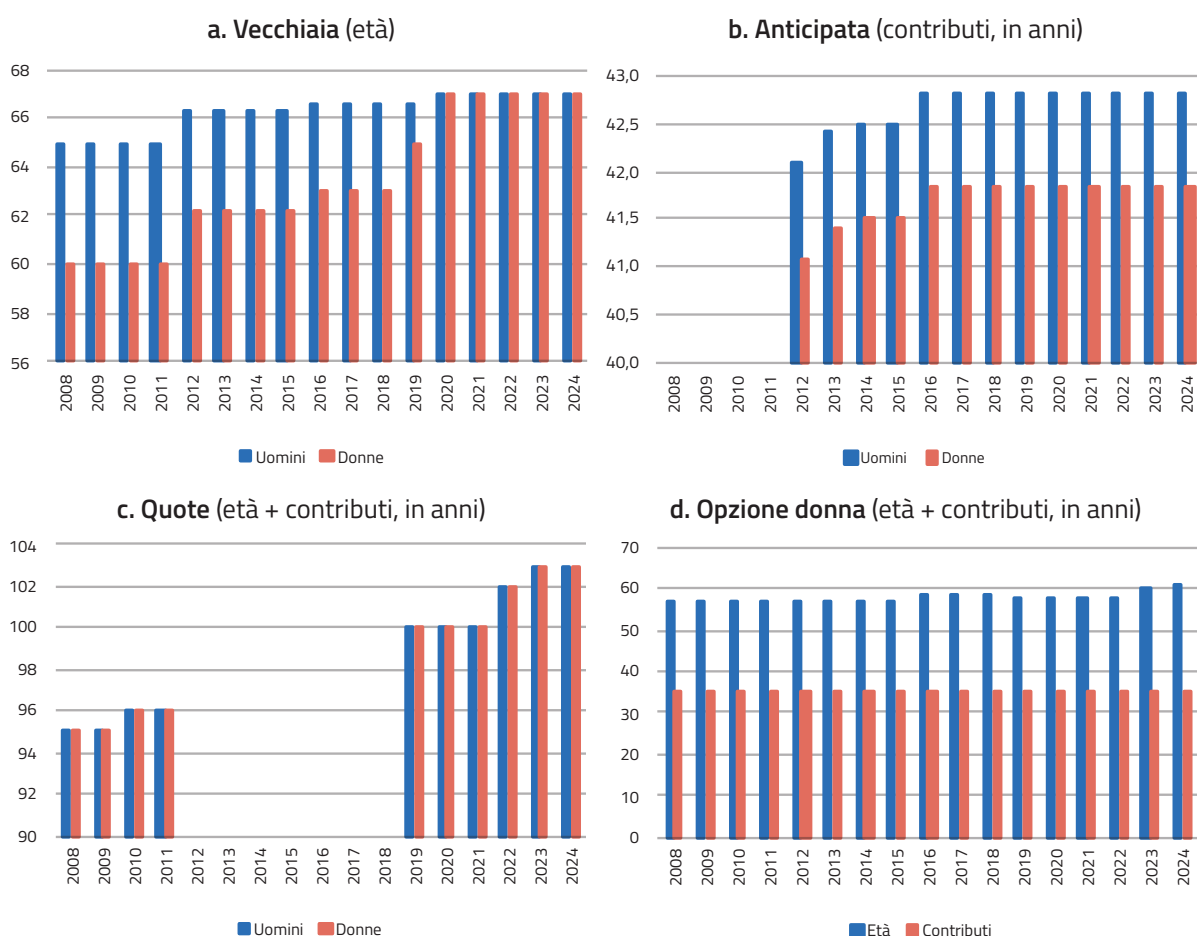 a. Vecchiaia (età)
68
66
64
62
60
58
56
2008 2009 2010 2011 2012 2013 2014 2015 2016 2017 2018 2019 2020 2021 2022 2023 2024
Uomini Donne
b. Anticipata (contributi, in anni)
43,0
42,5
42,0
41,5
41,0
40,5
40,0
2008 2009 2010 2011 2012 2013 2014 2015 2016 2017 2018 2019 2020 2021 2022 2023 2024
Uomini Donne
c. Quote (età + contributi, in anni)
104
102
100
98
96
94
92
90
2008 2009 2010 2011 2012 2013 2014 2015 2016 2017 2018 2019 2020 2021 2022 2023 2024
Uomini Donne
d. Opzione donna (età + contributi, in anni)
70
60
50
40
30
20
10
0
2008 2009 2010 2011 2012 2013 2014 2015 2016 2017 2018 2019 2020 2021 2022 2023 2024
Età Contributi